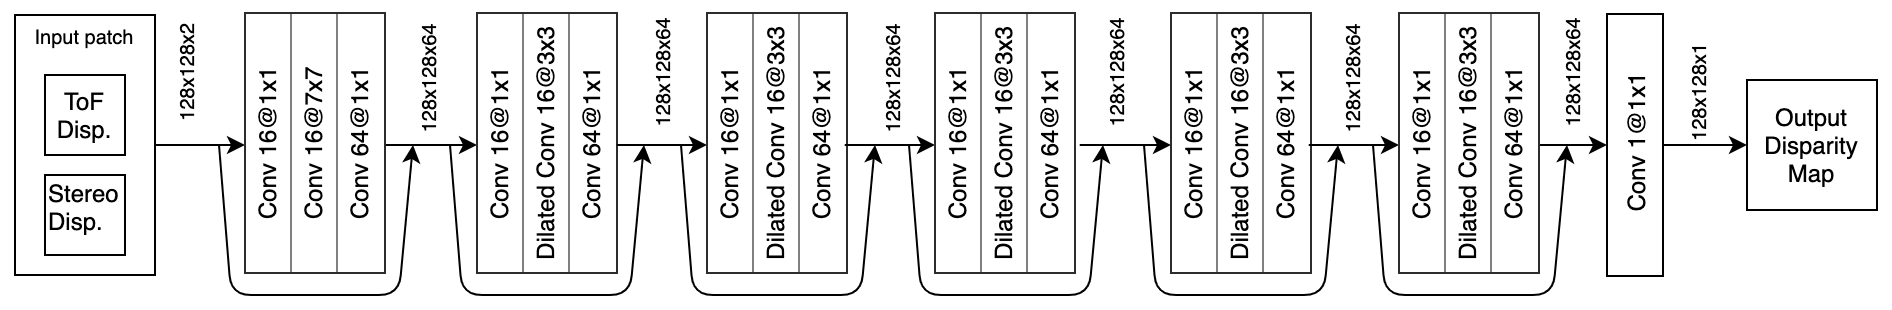 Input patch
ToF
Disp.
Stereo
Disp.
128x128x2
Conv 16@1x1
Conv 16@7x7
Conv 64@1x1
128x128x64
Conv 16@1x1
Dilated Conv 16@3x3
Conv 64@1x1
128x128x64
Conv 16@1x1
Dilated Conv 16@3x3
Conv 64@1x1
128x128x64
Conv 16@1x1
Dilated Conv 16@3x3
Conv 64@1x1
128x128x64
Conv 16@1x1
Dilated Conv 16@3x3
Conv 64@1x1
128x128x64
Conv 16@1x1
Dilated Conv 16@3x3
Conv 64@1x1
128x128x64
Conv 1@1x1
128x128x1
Output
Disparity
Map